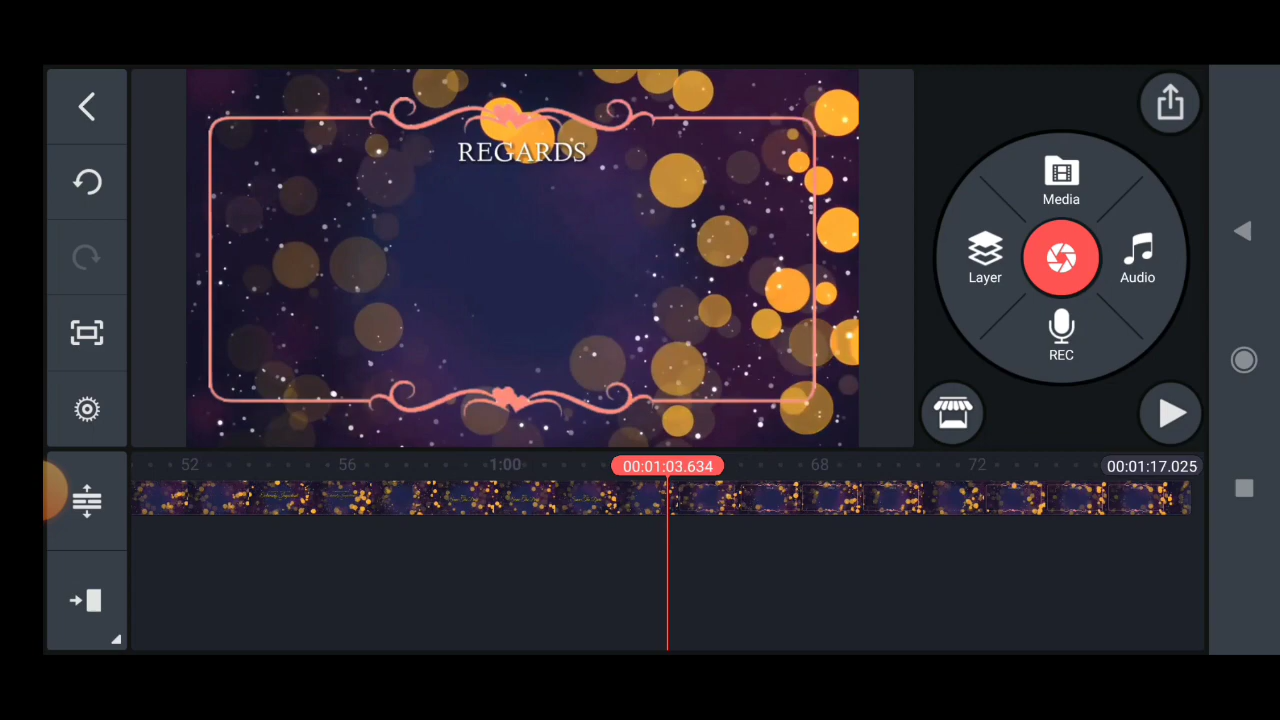 REGARDS
Media
Layer
Audio
REC
52
56
1:00
00:01:03.634
68
72
00:01:17.025